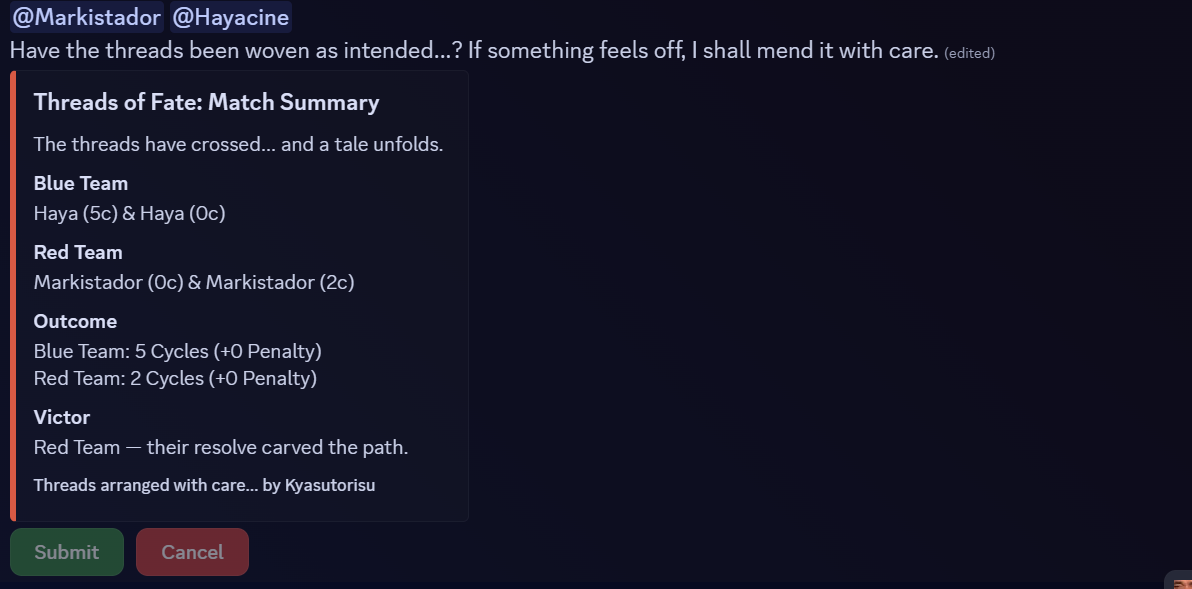 @Markistador @Hayacine
Have the threads been woven as intended...? If something feels off, I shall mend it with care. (edited)
Threads of Fate: Match Summary
The threads have crossed... and a tale unfolds.
Blue Team
Haya (5c) & Haya (0c)
Red Team
Markistador (0c) & Markistador (2c)
Outcome
Blue Team: 5 Cycles (+0 Penalty)
Red Team: 2 Cycles (+0 Penalty)
Victor
Red Team — their resolve carved the path.
Threads arranged with care... by Kyasutorisu
Submit Cancel